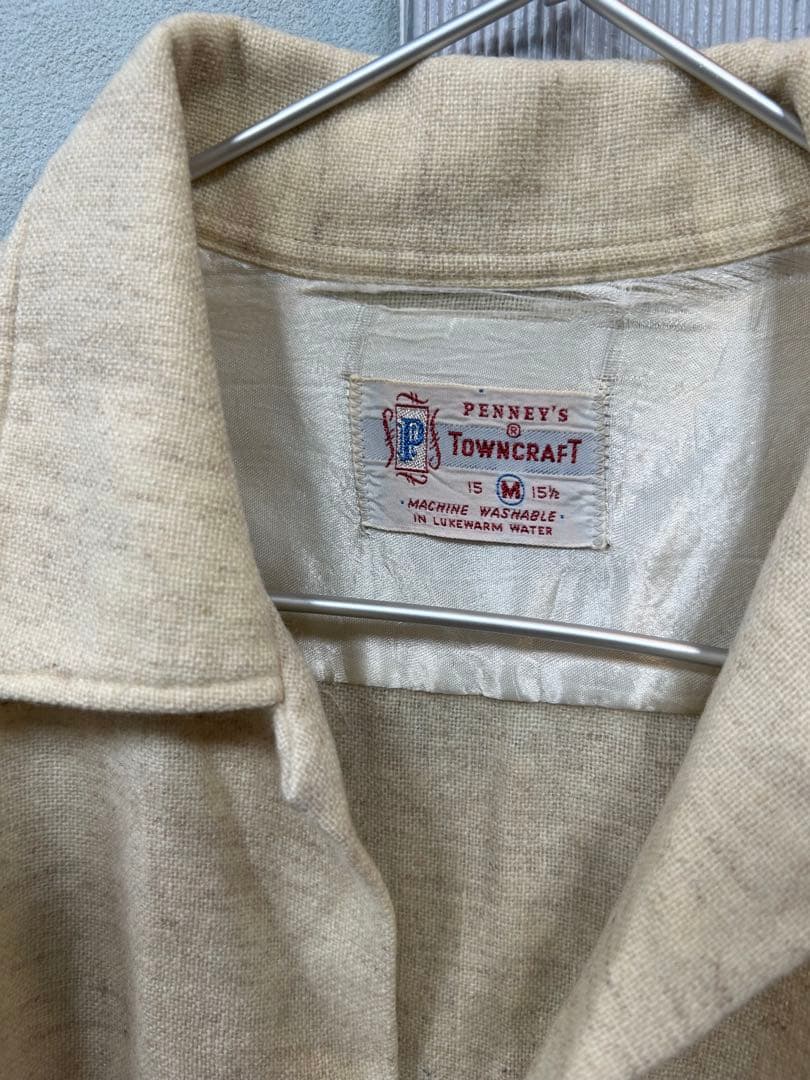 PENNEY'S
®
P
TOWNCRAFT
15 M 15½
·MACHINE WASHABLE·
IN LUKEWARM WATER